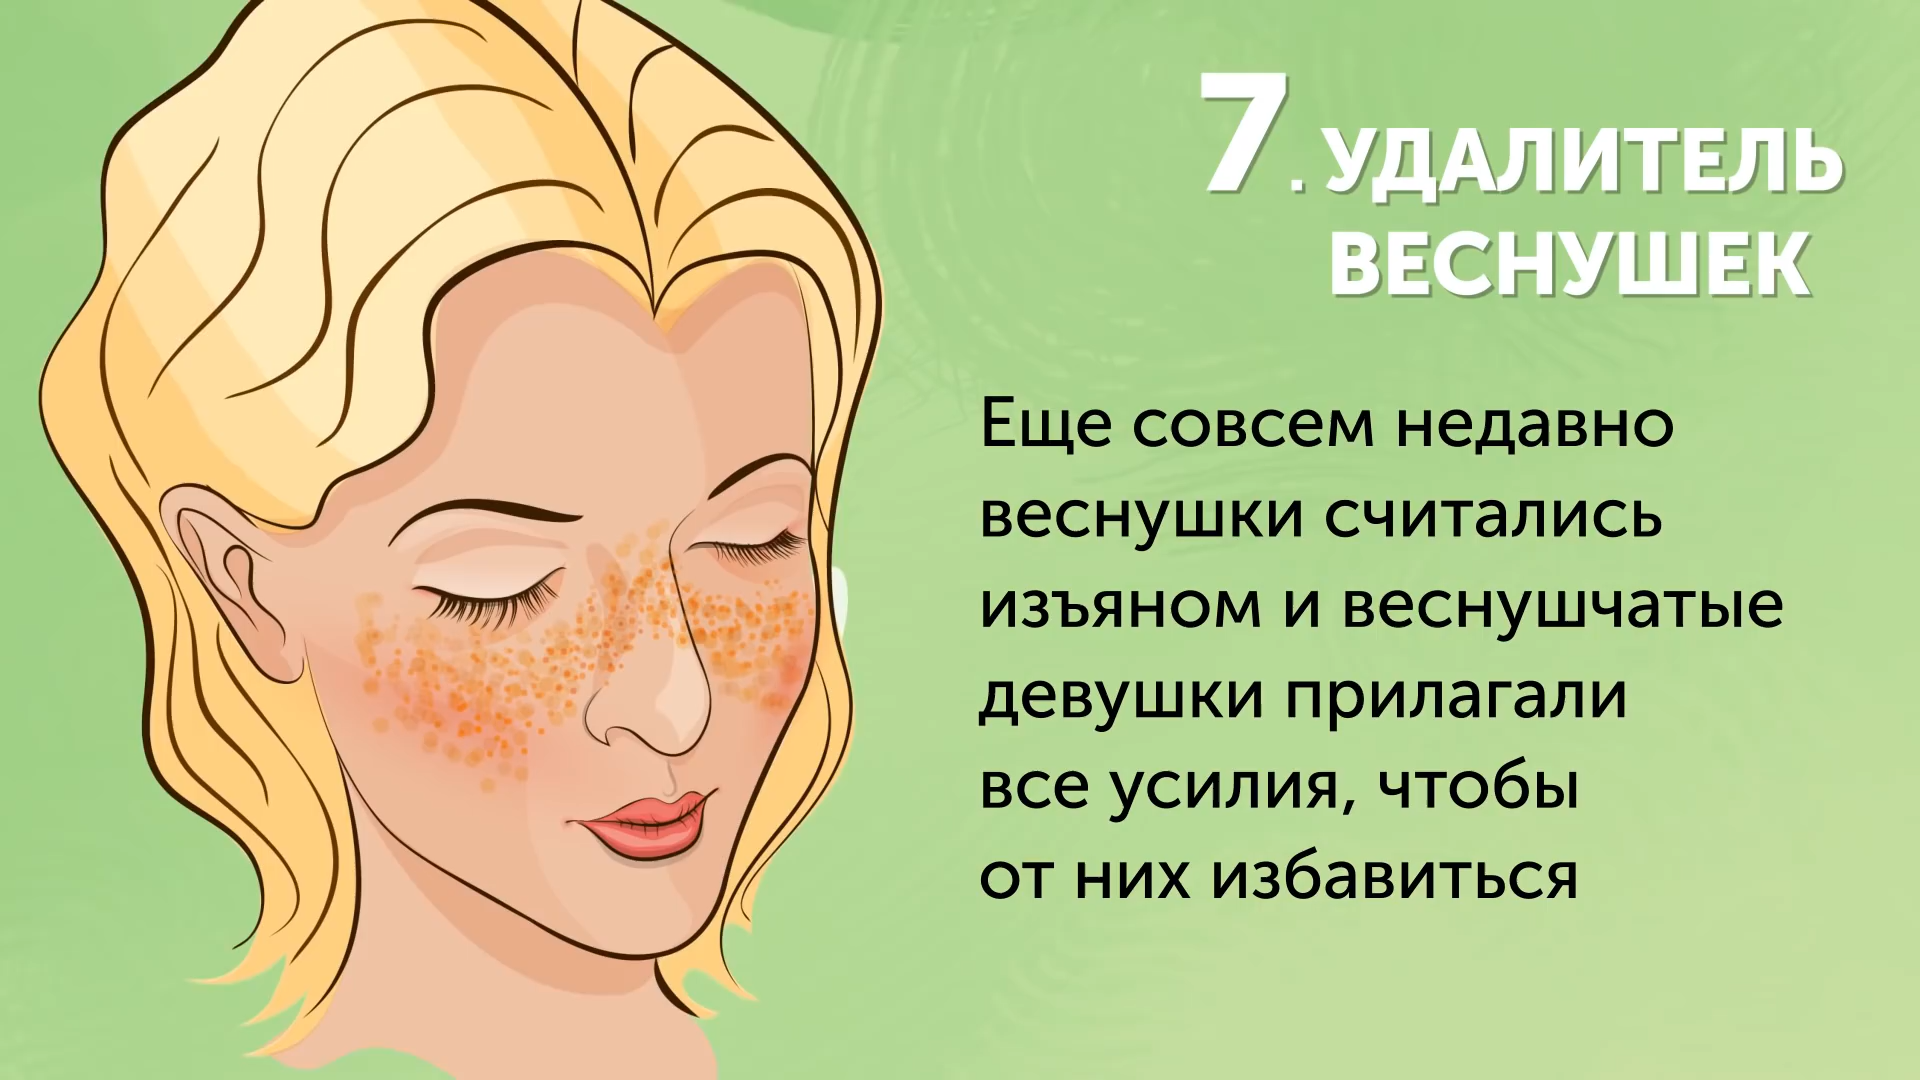 7. УДАЛИТЕЛЬ
ВЕСНУШЕК
Еще совсем недавно
веснушки считались
изъяном и веснушчатые
девушки прилагали
все усилия, чтобы
от них избавиться